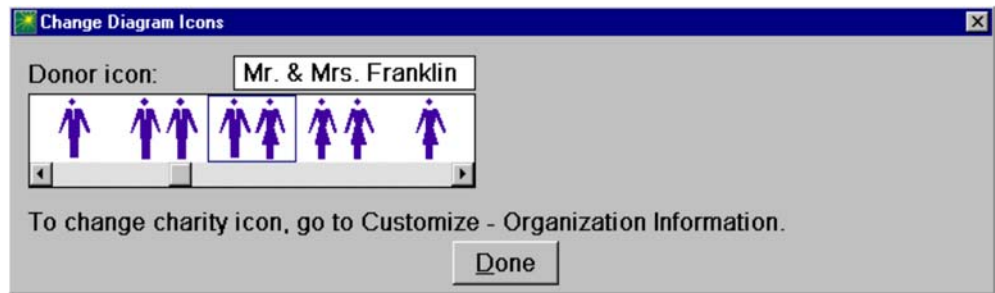 Change Diagram Icons
Donor icon: Mr. & Mrs. Franklin
To change charity icon, go to Customize - Organization Information.
Done